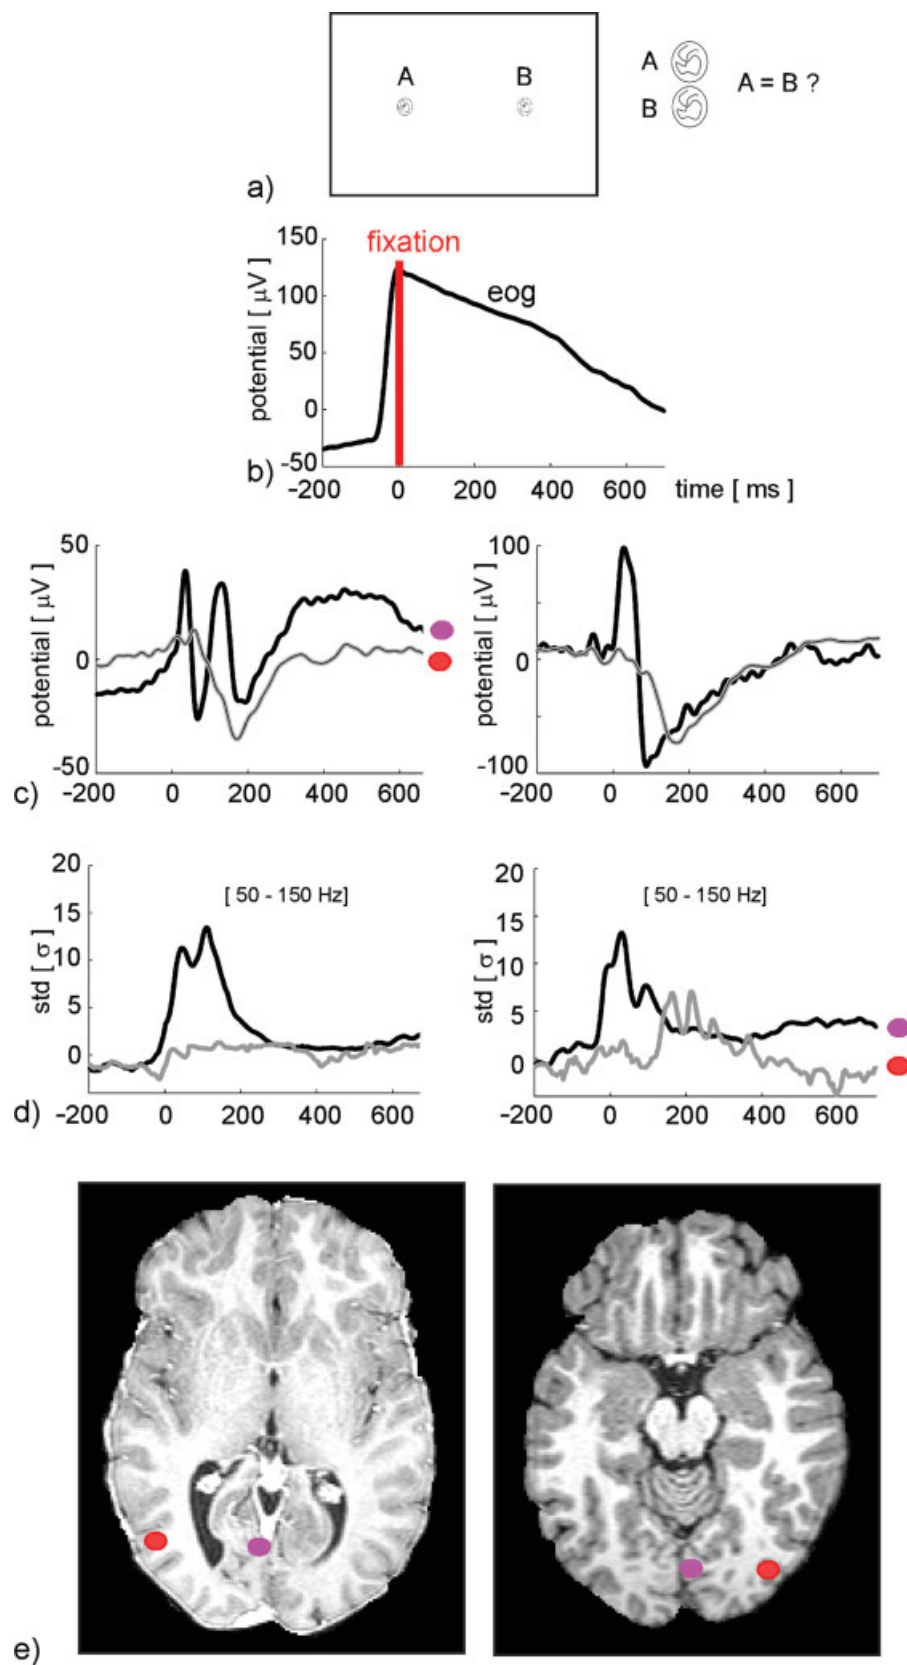 A B
A
B
A = B ?
a)
150
100
50
0
-50
potential [ µV ]
fixation
eog
b)
-200 0 200 400 600 time [ ms ]
50
0
-50
potential [ µV ]
100
0
-100
potential [ µV ]
c)
-200 0 200 400 600
-200 0 200 400 600
20
15
10
5
0
std [ σ ]
[ 50 - 150 Hz]
20
15
10
5
0
std [ σ ]
[ 50 - 150 Hz]
d)
-200 0 200 400 600
-200 0 200 400 600
e)